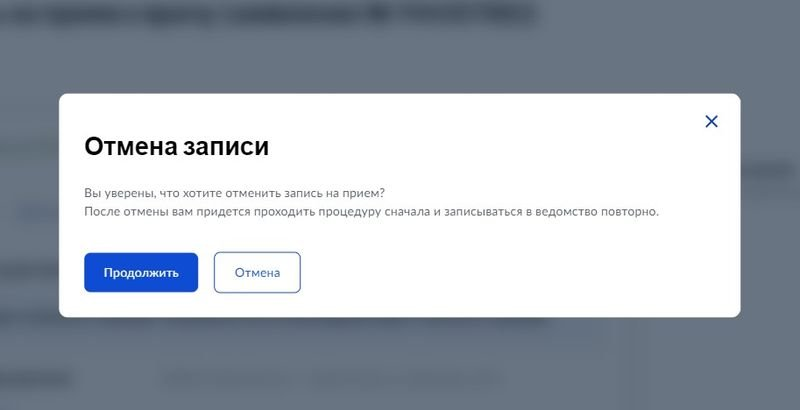 Отмена записи
Вы уверены, что хотите отменить запись на прием?
После отмены вам придется проходить процедуру сначала и записываться в ведомство повторно.
Продолжить
Отмена